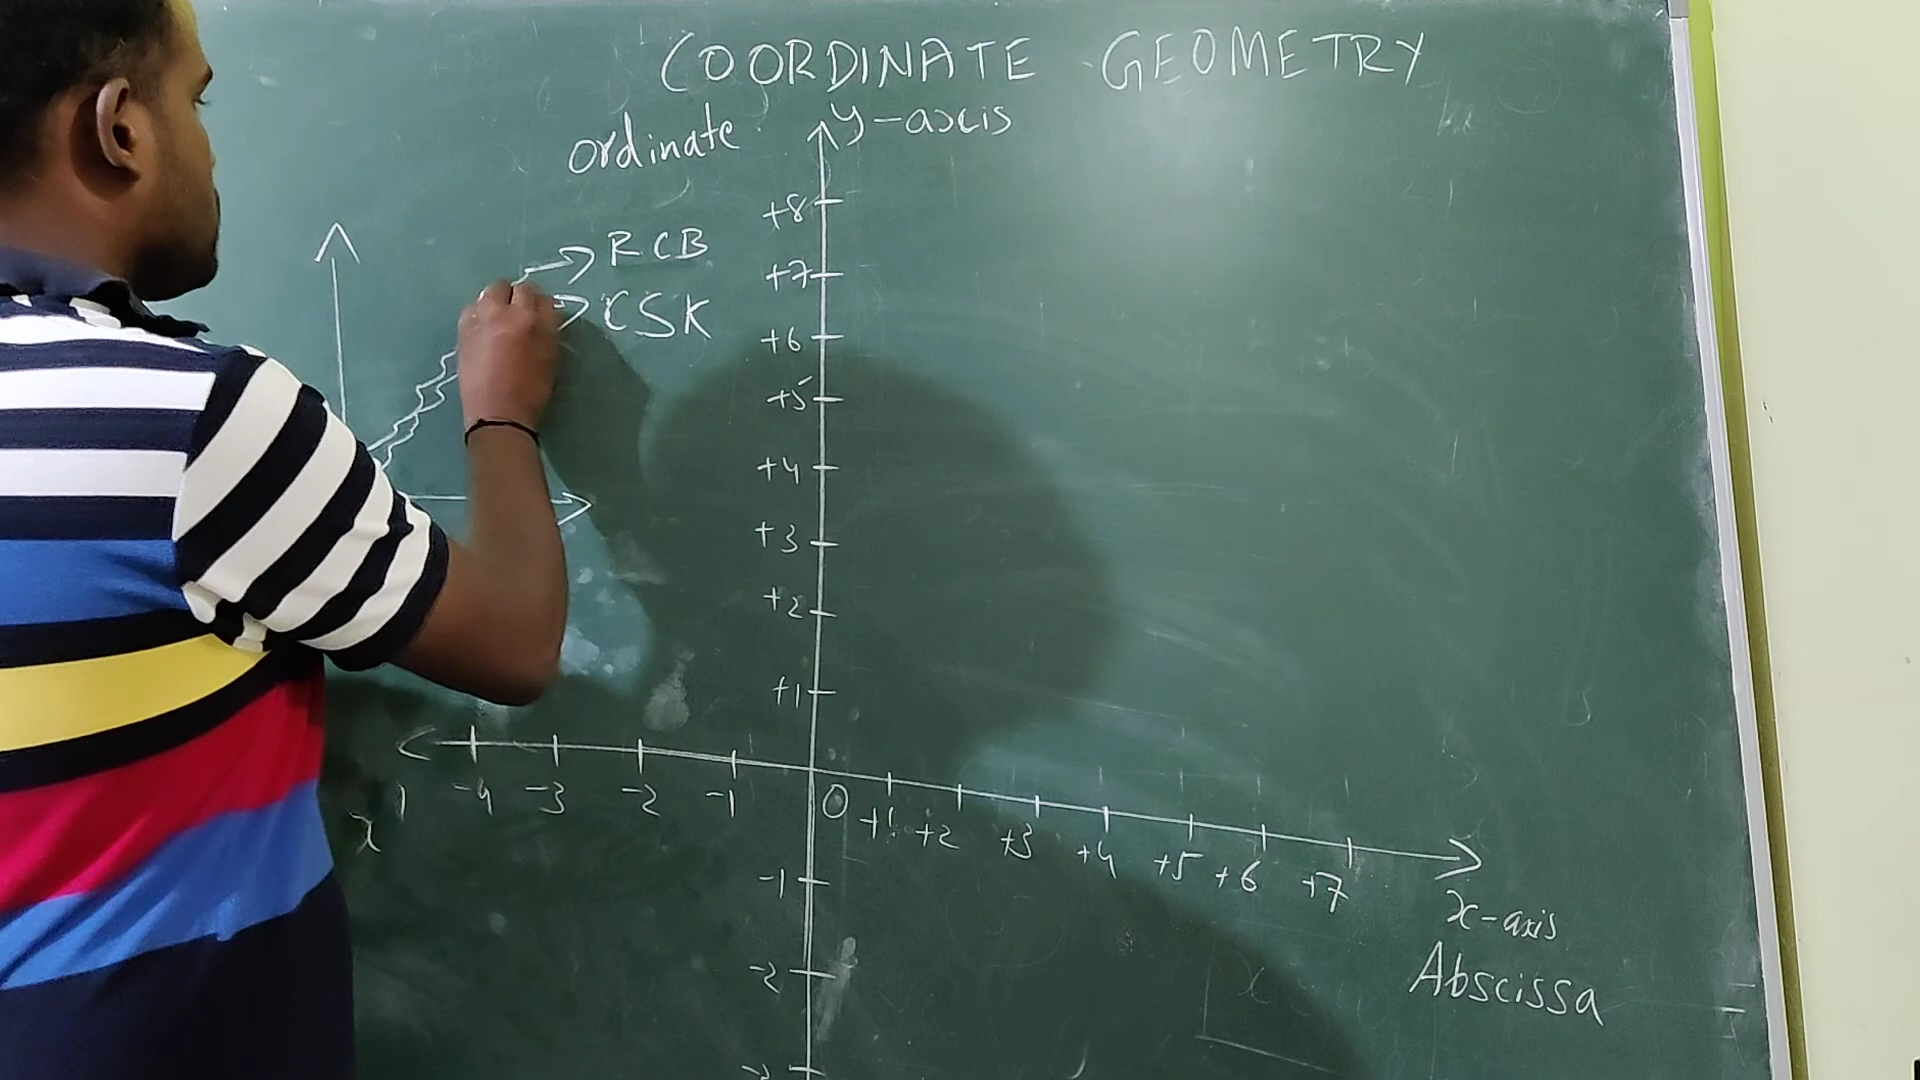 COORDINATE GEOMETRY
ordinate y-axis
RCB
CSK
+8
+7
+6
+5
+4
+3
+2
+1
-4 -3 -2 -1 0 +1 +2 +3 +4 +5 +6 +7
x
-1
-2
x-axis
Abscissa
x